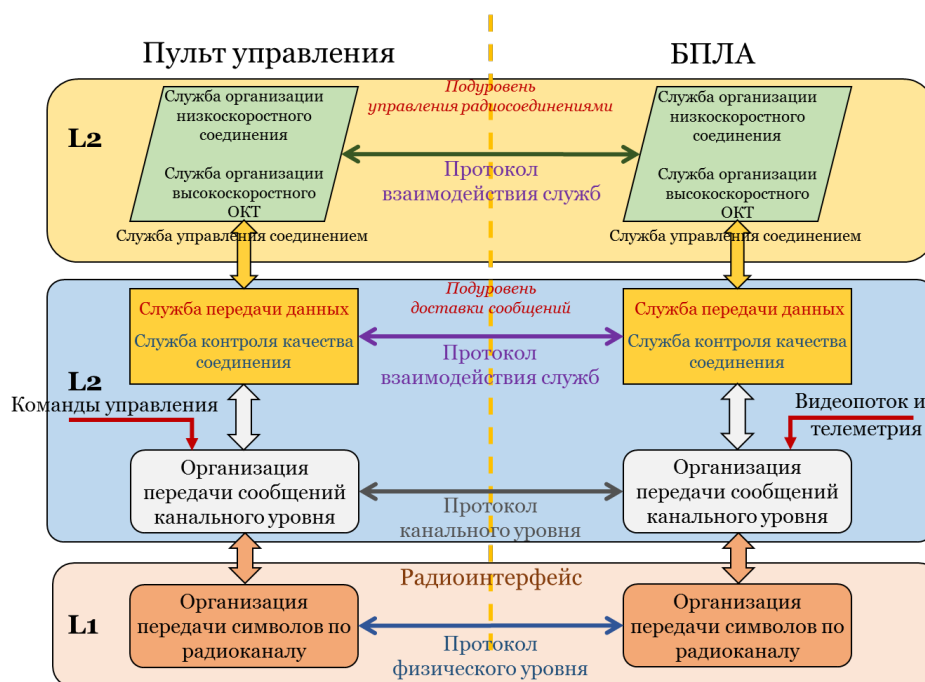 Пульт управления
БПЛА
L2
Служба организации
низкоскоростного
соединения
Служба организации
высокоскоростного
ОКТ
Служба управления соединением
Подуровень
управления радиосоединениями
Протокол
взаимодействия служб
Служба организации
низкоскоростного
соединения
Служба организации
высокоскоростного
ОКТ
Служба управления соединением
L2
Служба передачи данных
Служба контроля качества
соединения
Подуровень
доставки сообщений
Протокол
взаимодействия служб
Служба передачи данных
Служба контроля качества
соединения
Команды управления
Видеопоток и
телеметрия
Организация
передачи сообщений
канального уровня
Протокол
канального уровня
Организация
передачи сообщений
канального уровня
L1
Радиоинтерфейс
Организация
передачи символов по
радиоканалу
Протокол
физического уровня
Организация
передачи символов по
радиоканалу